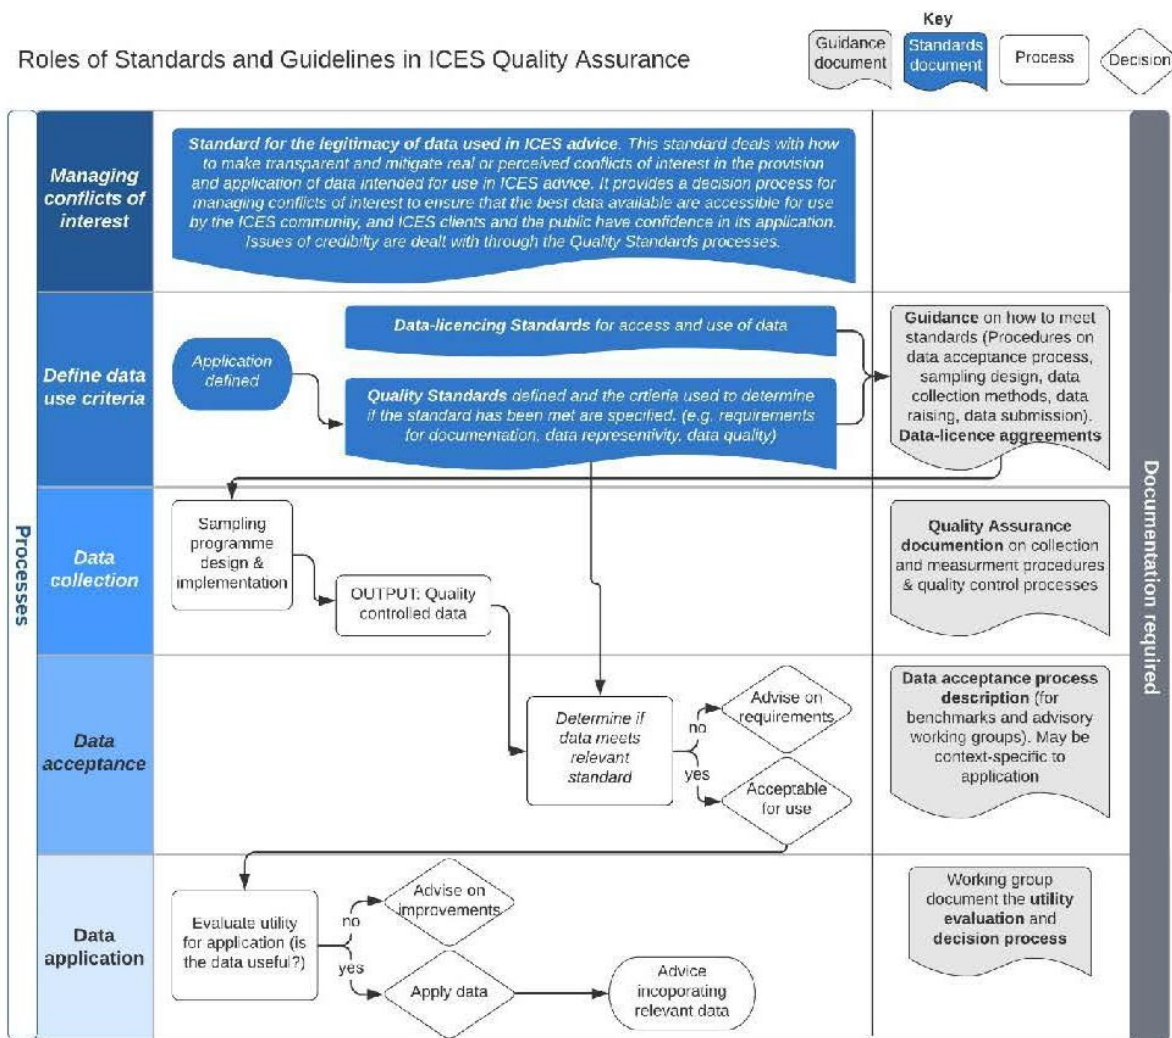 Roles of Standards and Guidelines in ICES Quality Assurance
Key
Guidance
document
Standards
document
Process
Decision
Processes
Documentation required
Managing
conflicts of
interest
Standard for the legitimacy of data used in ICES advice. This standard deals with how
to make transparent and mitigate real or perceived conflicts of interest in the provision
and application of data intended for use in ICES advice. It provides a decision process for
managing conflicts of interest to ensure that the best data available are accessible for use
by the ICES community, and ICES clients and the public have confidence in its application.
Issues of credibilty are dealt with through the Quality Standards processes.
Define data
use criteria
Application
defined
Data-licencing Standards for access and use of data
Quality Standards defined and the crtieria used to determine
if the standard has been met are specified. (e.g. requirements
for documentation, data representivity, data quality)
Guidance on how to meet
standards (Procedures on
data acceptance process,
sampling design, data
collection methods, data
raising, data submission).
Data-licence aggreements
Data
collection
Sampling
programme
design &
implementation
OUTPUT: Quality
controlled data
Quality Assurance
documention on collection
and measurment procedures
& quality control processes
Data
acceptance
Determine if
data meets
relevant
standard
no
yes
Advise on
requirements
Acceptable
for use
Data acceptance process
description (for
benchmarks and advisory
working groups). May be
context-specific to
application
Data
application
Evaluate utility
for application (is
the data useful?)
no
yes
Advise on
improvements
Apply data
Advice
incoporating
relevant data
Working group
document the utility
evaluation and
decision process